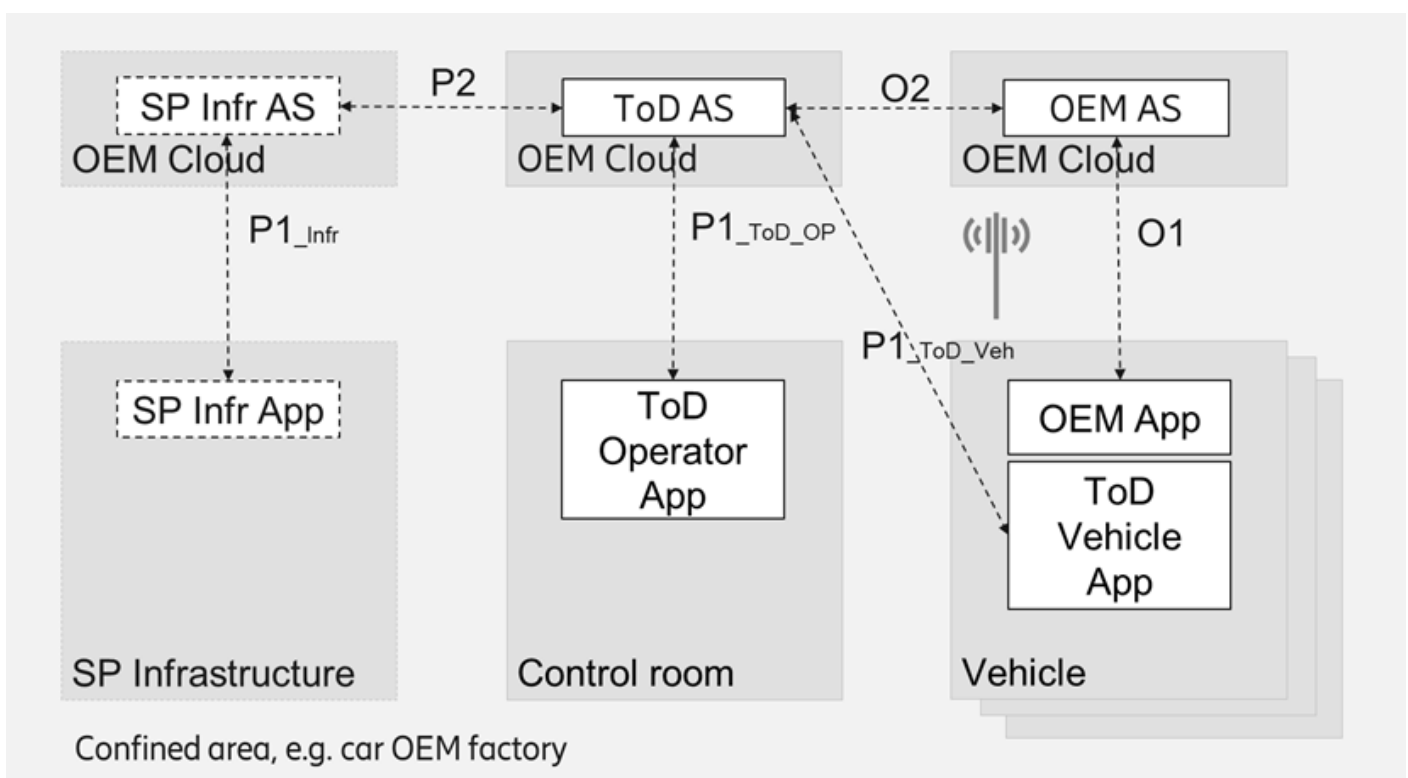 SP Infr AS
P2
ToD AS
O2
OEM AS
OEM Cloud
OEM Cloud
OEM Cloud
P1_Infr
P1_ToD_OP
O1
P1_ToD_Veh
SP Infr App
ToD
Operator
App
OEM App
ToD
Vehicle
App
SP Infrastructure
Control room
Vehicle
Confined area, e.g. car OEM factory